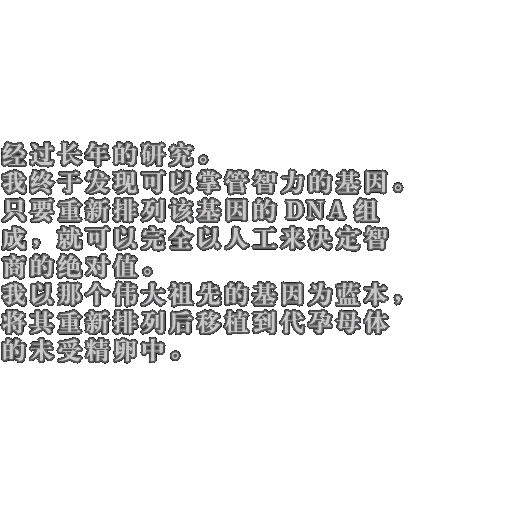 经过长年的研究。
我终于发现可以掌管智力的基因。
只要重新排列该基因的 DNA 组
成，就可以完全以人工来决定智
商的绝对值。
我以那个伟大祖先的基因为蓝本，
将其重新排列后移植到代孕母体
的未受精卵中。